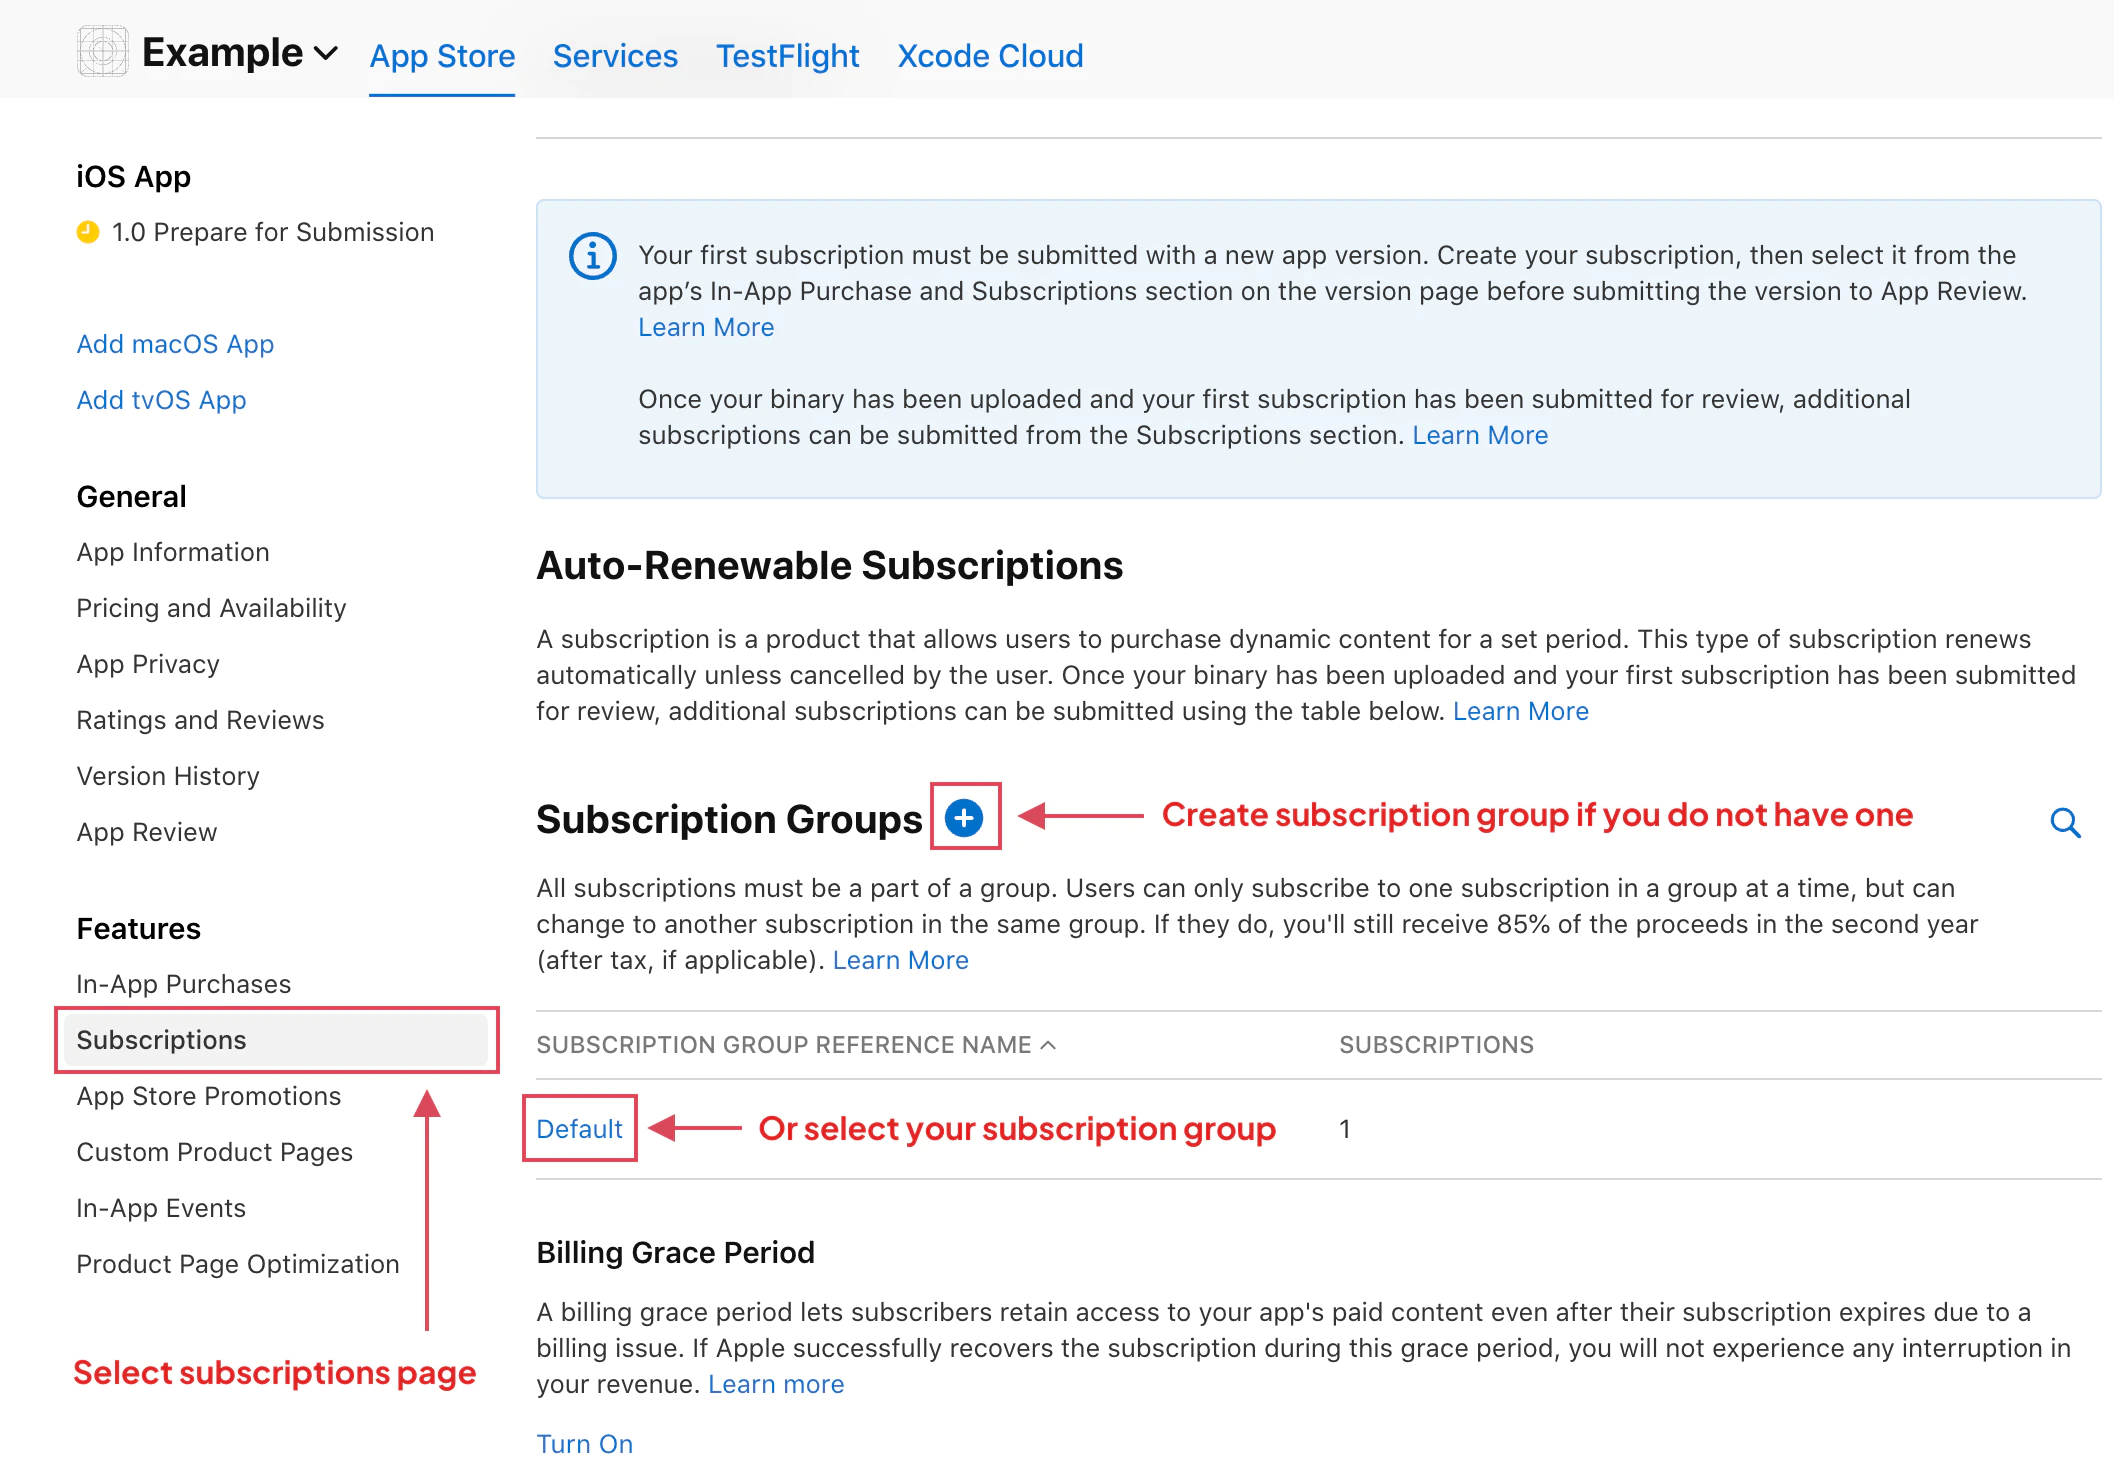 Example
App Store
Services
TestFlight
Xcode Cloud
iOS App
1.0 Prepare for Submission
Add macOS App
Add tvOS App
General
App Information
Pricing and Availability
App Privacy
Ratings and Reviews
Version History
App Review
Features
In-App Purchases
Subscriptions
App Store Promotions
Custom Product Pages
In-App Events
Product Page Optimization
Select subscriptions page
Your first subscription must be submitted with a new app version. Create your subscription, then select it from the
app’s In-App Purchase and Subscriptions section on the version page before submitting the version to App Review.
Learn More
Once your binary has been uploaded and your first subscription has been submitted for review, additional
subscriptions can be submitted from the Subscriptions section. Learn More
Auto-Renewable Subscriptions
A subscription is a product that allows users to purchase dynamic content for a set period. This type of subscription renews
automatically unless cancelled by the user. Once your binary has been uploaded and your first subscription has been submitted
for review, additional subscriptions can be submitted using the table below. Learn More
Subscription Groups
Create subscription group if you do not have one
All subscriptions must be a part of a group. Users can only subscribe to one subscription in a group at a time, but can
change to another subscription in the same group. If they do, you'll still receive 85% of the proceeds in the second year
(after tax, if applicable). Learn More
SUBSCRIPTION GROUP REFERENCE NAME
SUBSCRIPTIONS
Default
Or select your subscription group
1
Billing Grace Period
A billing grace period lets subscribers retain access to your app's paid content even after their subscription expires due to a
billing issue. If Apple successfully recovers the subscription during this grace period, you will not experience any interruption in
your revenue. Learn more
Turn On